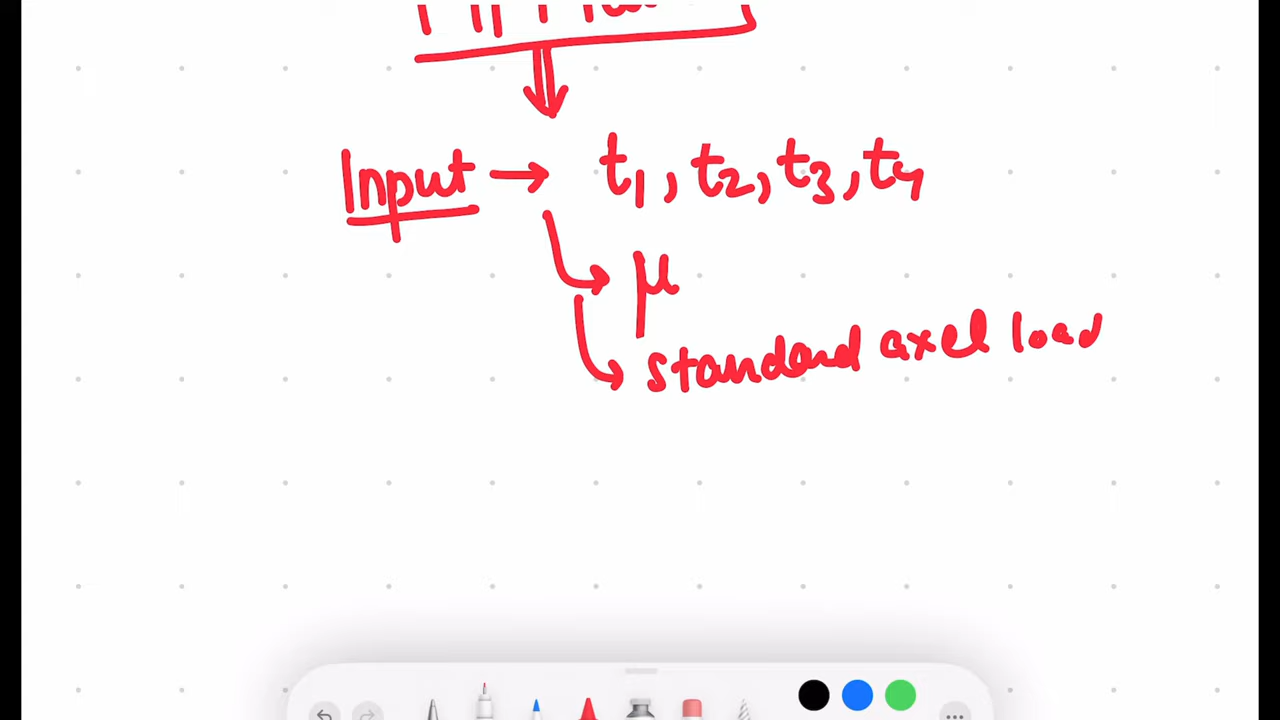 Input → t1, t2, t3, t4
μ
standard axel load